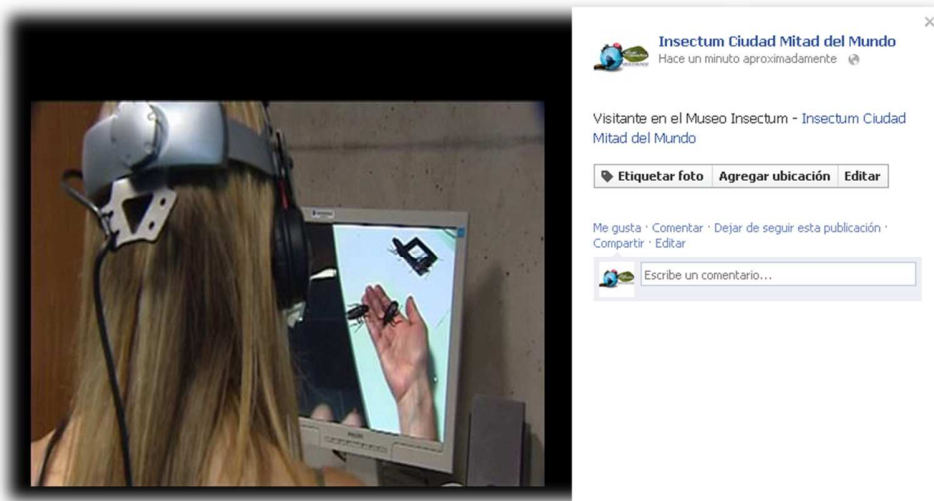 Insectum Ciudad Mitad del Mundo
Hace un minuto aproximadamente
Visitante en el Museo Insectum - Insectum Ciudad
Mitad del Mundo
Etiquetar foto Agregar ubicación Editar
Me gusta · Comentar · Dejar de seguir esta publicación ·
Compartir · Editar
Escribe un comentario...
PHILIPS